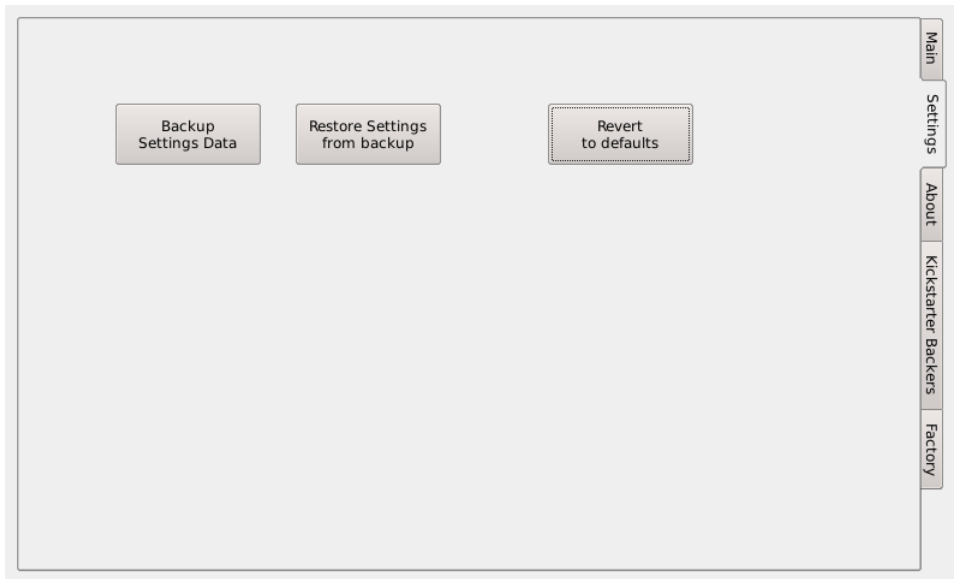 Backup
Settings Data
Restore Settings
from backup
Revert
to defaults
Main
Settings
About
Kickstarter Backers
Factory